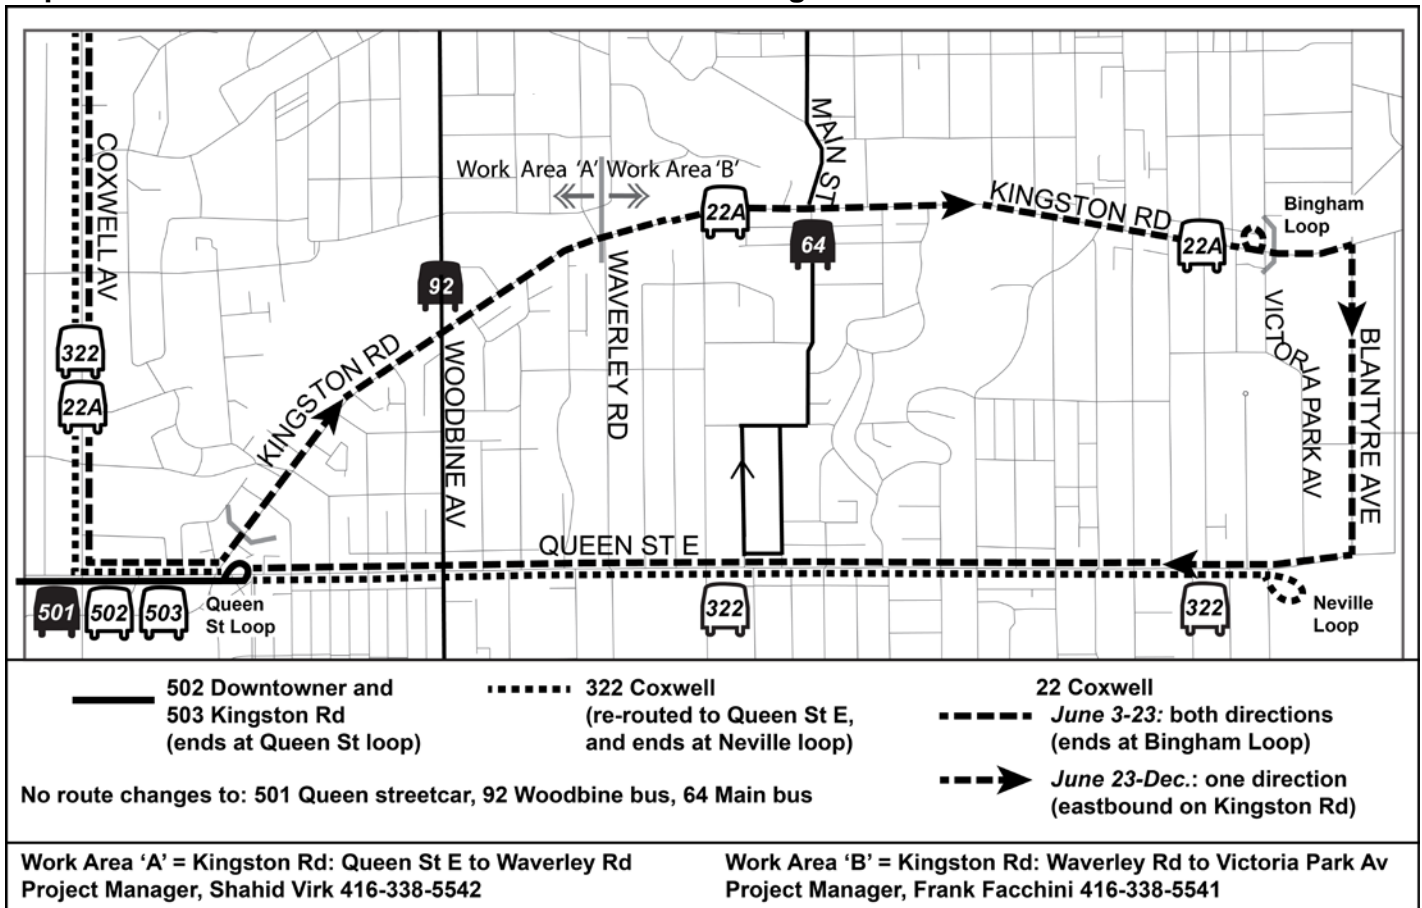 COXWELL AV
Work Area 'A'
Work Area 'B'
MAIN ST
KINGSTON RD
Bingham
Loop
22A
64
22A
92
WAVERLEY RD
322
22A
KINGSTON RD
WOODBINE AV
VICTORIA PARK AV
BLANTYRE AVE
QUEEN ST E
501
502
503
Queen
St Loop
322
322
Neville
Loop
502 Downtowner and
503 Kingston Rd
(ends at Queen St loop)
322 Coxwell
(re-routed to Queen St E,
and ends at Neville loop)
22 Coxwell
June 3-23: both directions
(ends at Bingham Loop)
June 23-Dec.: one direction
(eastbound on Kingston Rd)
No route changes to: 501 Queen streetcar, 92 Woodbine bus, 64 Main bus
Work Area 'A' = Kingston Rd: Queen St E to Waverley Rd
Project Manager, Shahid Virk 416-338-5542
Work Area 'B' = Kingston Rd: Waverley Rd to Victoria Park Av
Project Manager, Frank Facchini 416-338-5541